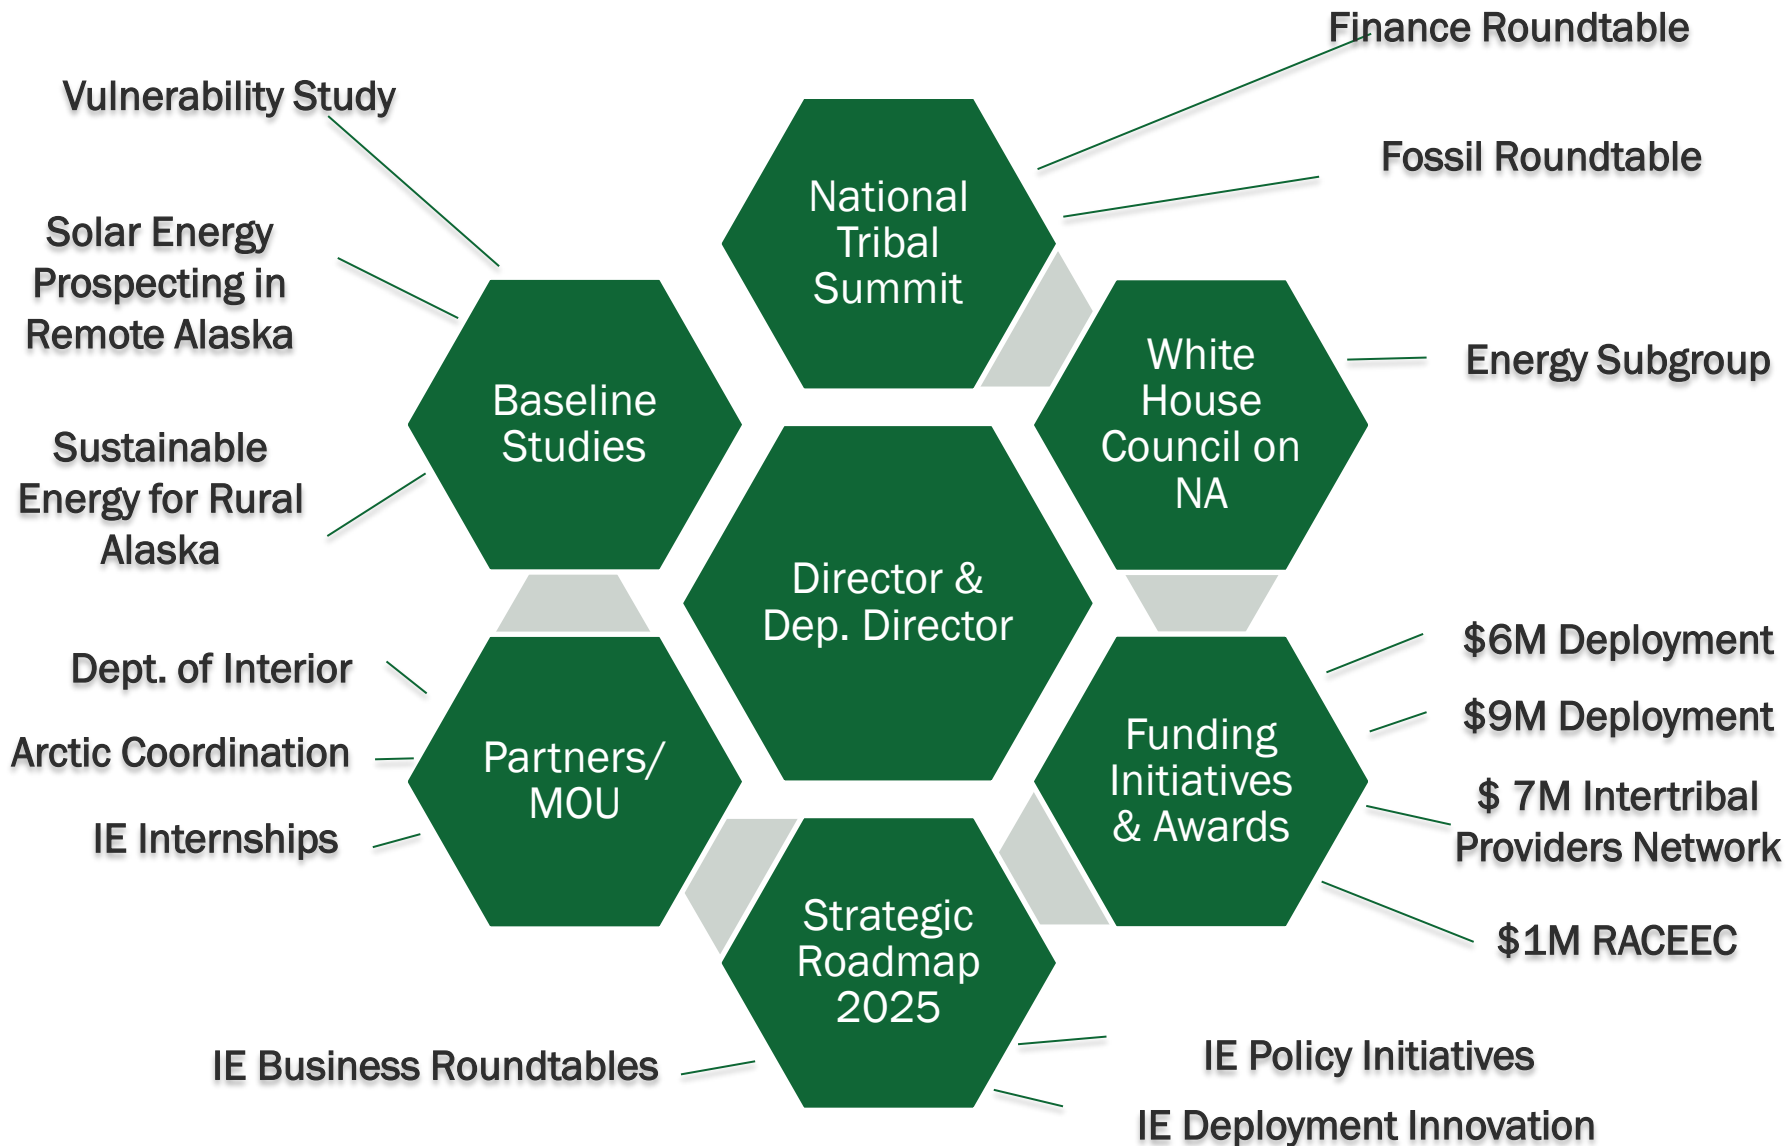 Finance Roundtable
Fossil Roundtable
National
Tribal
Summit
Vulnerability Study
Solar Energy
Prospecting in
Remote Alaska
Sustainable
Energy for Rural
Alaska
Baseline
Studies
White
House
Council on
NA
Energy Subgroup
Director &
Dep. Director
Dept. of Interior
Arctic Coordination
IE Internships
Partners/
MOU
Funding
Initiatives
& Awards
$6M Deployment
$9M Deployment
$ 7M Intertribal
Providers Network
$1M RACEEC
Strategic
Roadmap
2025
IE Business Roundtables
IE Policy Initiatives
IE Deployment Innovation